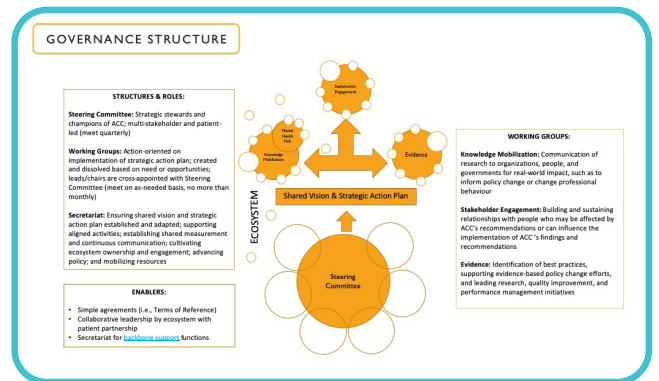 GOVERNANCE STRUCTURE
STRUCTURES & ROLES:
Steering Committee: Strategic stewards and
champions of ACC; multi-stakeholder and patient-
led (meet quarterly)
Working Groups: Action-oriented on
implementation of strategic action plan; created
and dissolved based on need or opportunities;
leads/chairs are cross-appointed with Steering
Committee (meet on as-needed basis, no more than
monthly)
Secretariat: Ensuring shared vision and strategic
action plan established and adapted; supporting
aligned activities; establishing shared measurement
and continuous communication; cultivating
ecosystem ownership and engagement; advancing
policy; and mobilizing resources
ENABLERS:
• Simple agreements (i.e., Terms of Reference)
• Collaborative leadership by ecosystem with
patient partnership
• Secretariat for backbone support functions
ECOSYSTEM
Stakeholder
Engagement
Mental
Health
Hub
Knowledge
Mobilization
Evidence
Shared Vision & Strategic Action Plan
Steering
Committee
WORKING GROUPS:
Knowledge Mobilization: Communication of
research to organizations, people, and
governments for real-world impact, such as to
inform policy change or change professional
behaviour
Stakeholder Engagement: Building and sustaining
relationships with people who may be affected by
ACC's recommendations or can influence the
implementation of ACC 's findings and
recommendations
Evidence: Identification of best practices,
supporting evidence-based policy change efforts,
and leading research, quality improvement, and
performance management initiatives